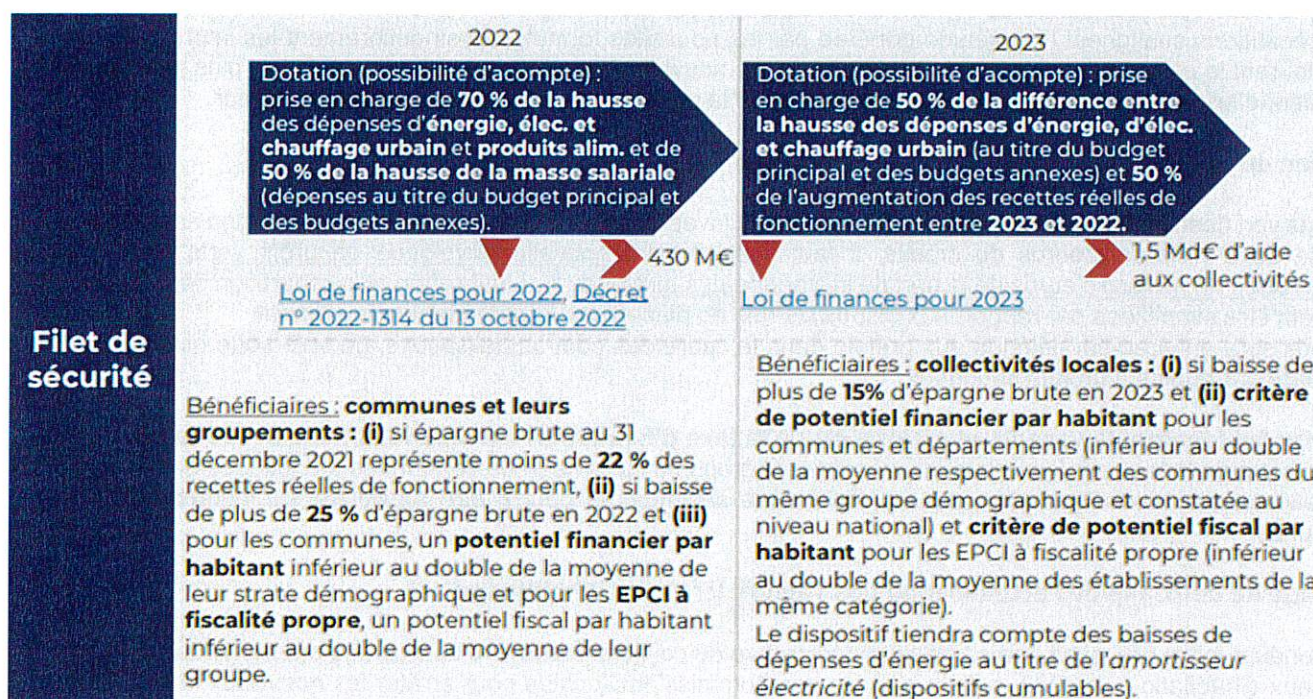 2022
Dotation (possibilité d'acompte) :
prise en charge de 70 % de la hausse
des dépenses d'énergie, élec. et
chauffage urbain et produits alim. et de
50 % de la hausse de la masse salariale
(dépenses au titre du budget principal et
des budgets annexes).
430 M€
Loi de finances pour 2022, Décret
n° 2022-1314 du 13 octobre 2022
2023
Dotation (possibilité d'acompte) : prise
en charge de 50 % de la différence entre
la hausse des dépenses d'énergie, d'élec.
et chauffage urbain (au titre du budget
principal et des budgets annexes) et 50 %
de l'augmentation des recettes réelles de
fonctionnement entre 2023 et 2022.
1,5 Md€ d'aide
aux collectivités
Loi de finances pour 2023
Filet de
sécurité
Bénéficiaires : communes et leurs
groupements : (i) si épargne brute au 31
décembre 2021 représente moins de 22 % des
recettes réelles de fonctionnement, (ii) si baisse
de plus de 25 % d'épargne brute en 2022 et (iii)
pour les communes, un potentiel financier par
habitant inférieur au double de la moyenne de
leur strate démographique et pour les EPCI à
fiscalité propre, un potentiel fiscal par habitant
inférieur au double de la moyenne de leur
groupe.
Bénéficiaires : collectivités locales : (i) si baisse de
plus de 15% d'épargne brute en 2023 et (ii) critère
de potentiel financier par habitant pour les
communes et départements (inférieur au double
de la moyenne respectivement des communes du
même groupe démographique et constatée au
niveau national) et critère de potentiel fiscal par
habitant pour les EPCI à fiscalité propre (inférieur
au double de la moyenne des établissements de la
même catégorie).
Le dispositif tiendra compte des baisses de
dépenses d'énergie au titre de l'amortisseur
électricité (dispositifs cumulables).